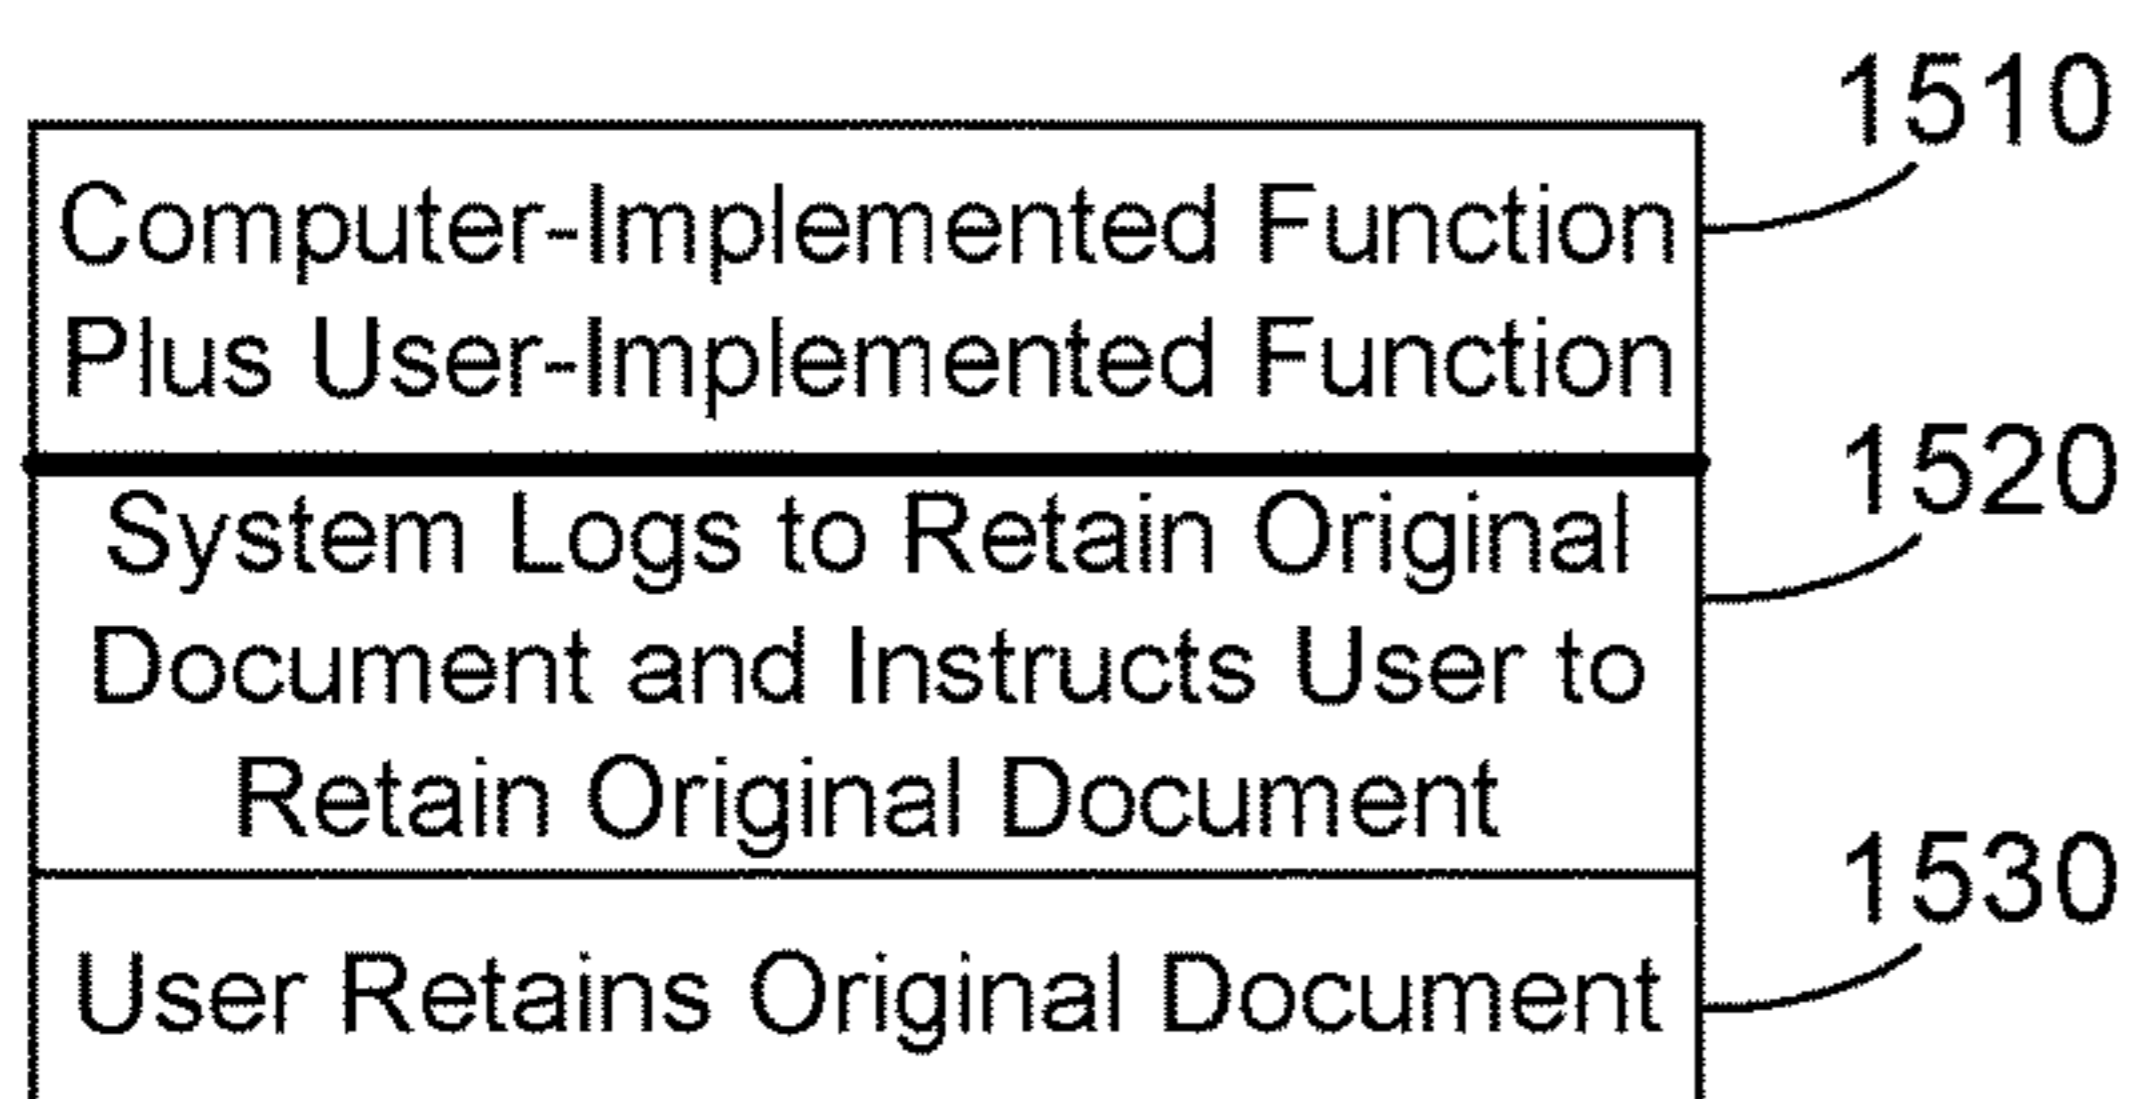 1510
Computer-Implemented Function
Plus User-Implemented Function
1520
System Logs to Retain Original
Document and Instructs User to
Retain Original Document
1530
User Retains Original Document